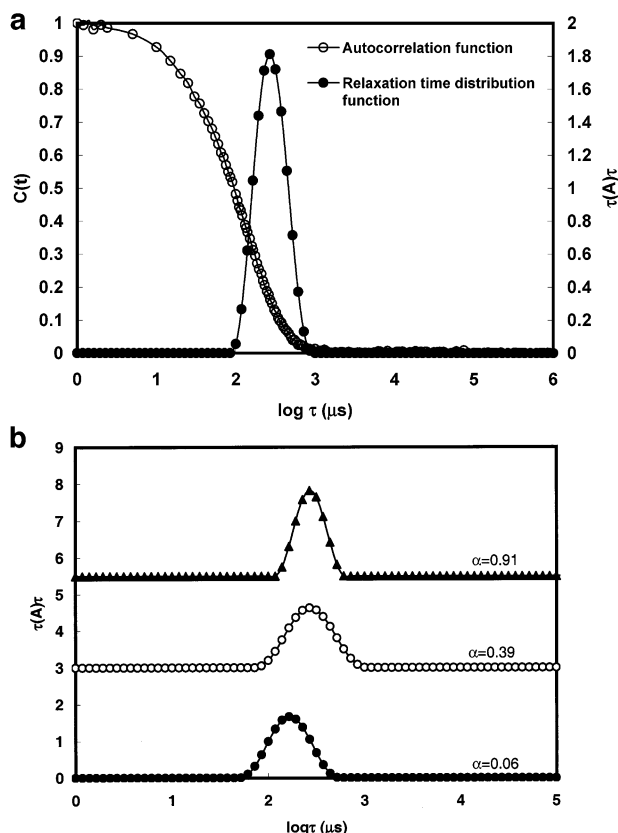 a
1
0.9
0.8
0.7
0.6
0.5
0.4
0.3
0.2
0.1
0
C(t)
Autocorrelation function
Relaxation time distribution
function
2
1.8
1.6
1.4
1.2
1
0.8
0.6
0.4
0.2
0
τ(A)τ
0 1 2 3 4 5 6
log τ (μs)
b
9
8
7
6
5
4
3
2
1
0
τ(A)τ
α=0.91
α=0.39
α=0.06
0 1 2 3 4 5
logτ (μs)